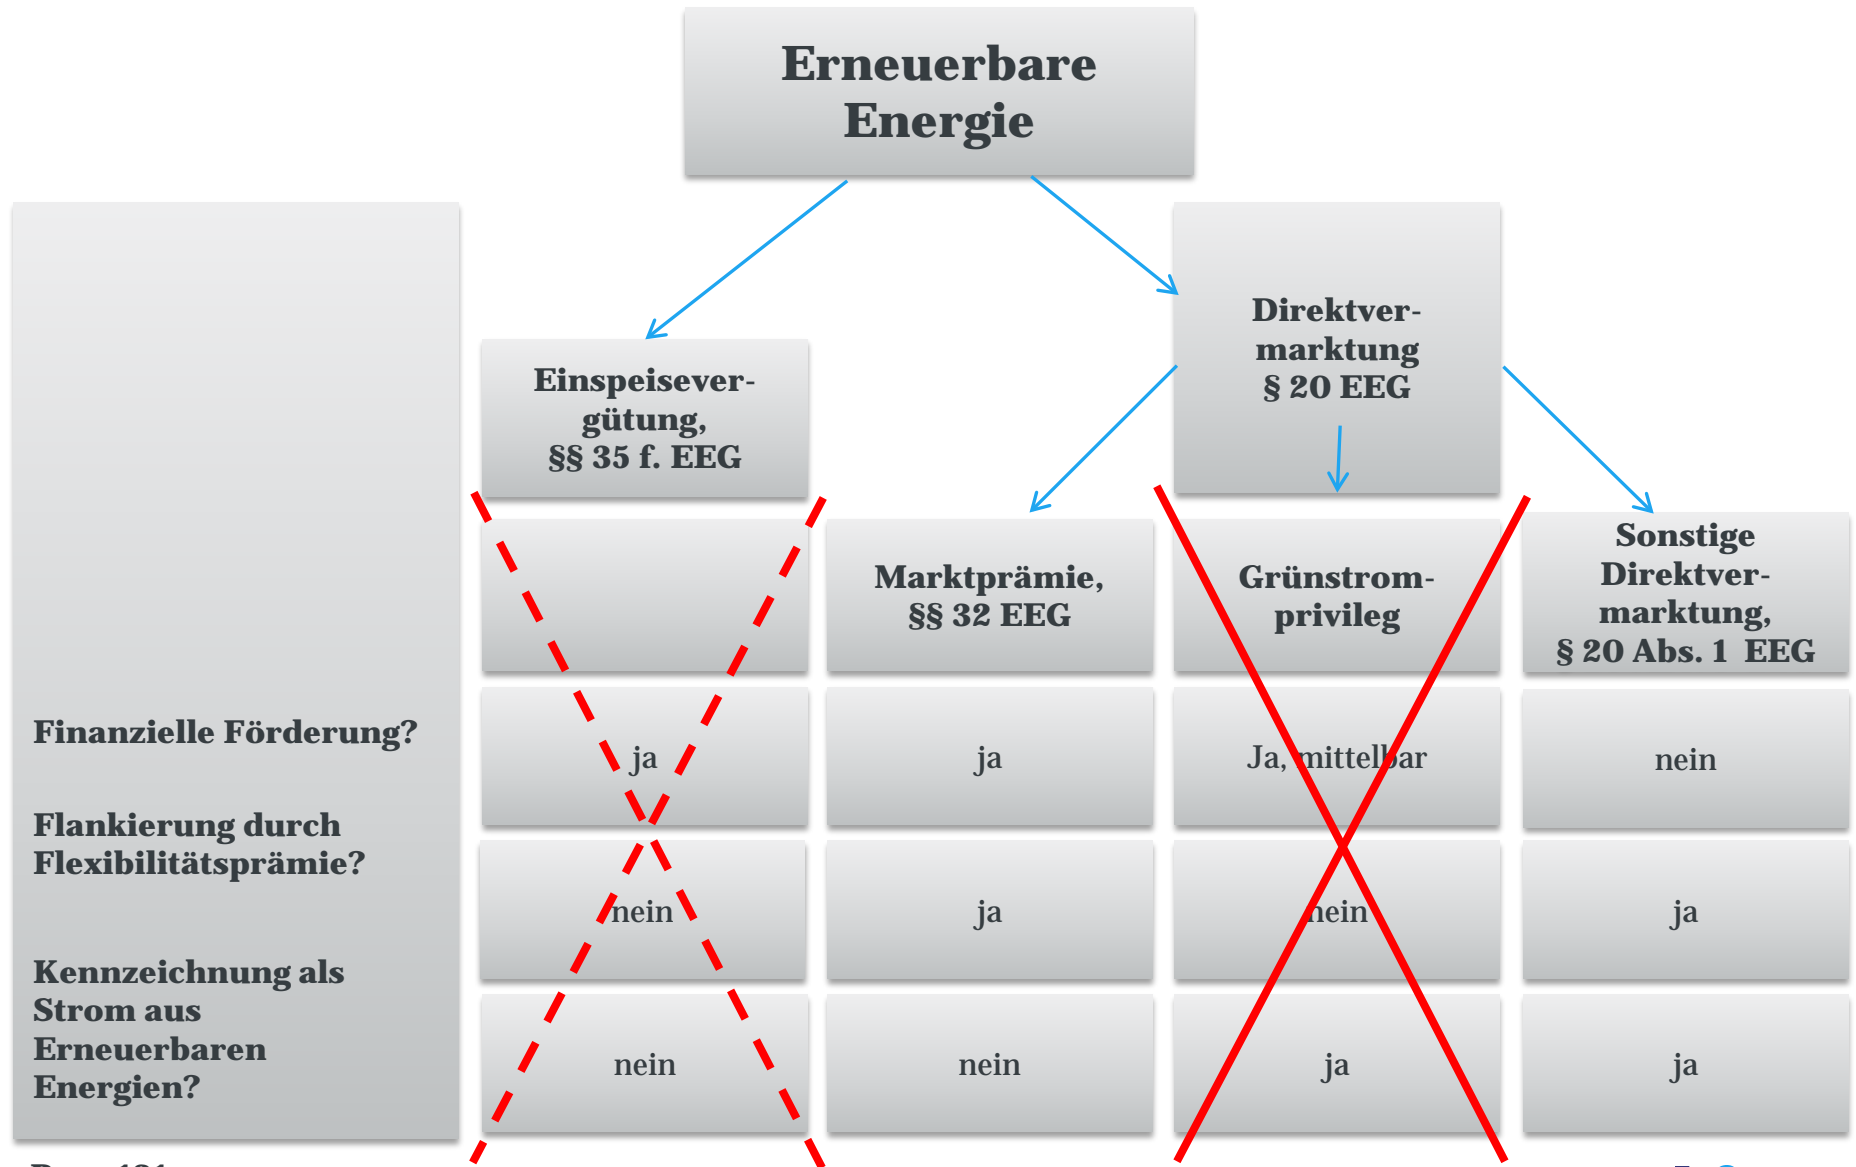 Erneuerbare
Energie
Direktver-
marktung
§ 20 EEG
Einspeisever-
gütung,
§§ 35 f. EEG
Marktprämie,
§§ 32 EEG
Grünstrom-
privileg
Sonstige
Direktver-
marktung,
§ 20 Abs. 1 EEG
Finanzielle Förderung?
ja
ja
Ja, mittelbar
nein
Flankierung durch
Flexibilitätsprämie?
nein
ja
nein
ja
Kennzeichnung als
Strom aus
Erneuerbaren
Energien?
nein
nein
ja
ja